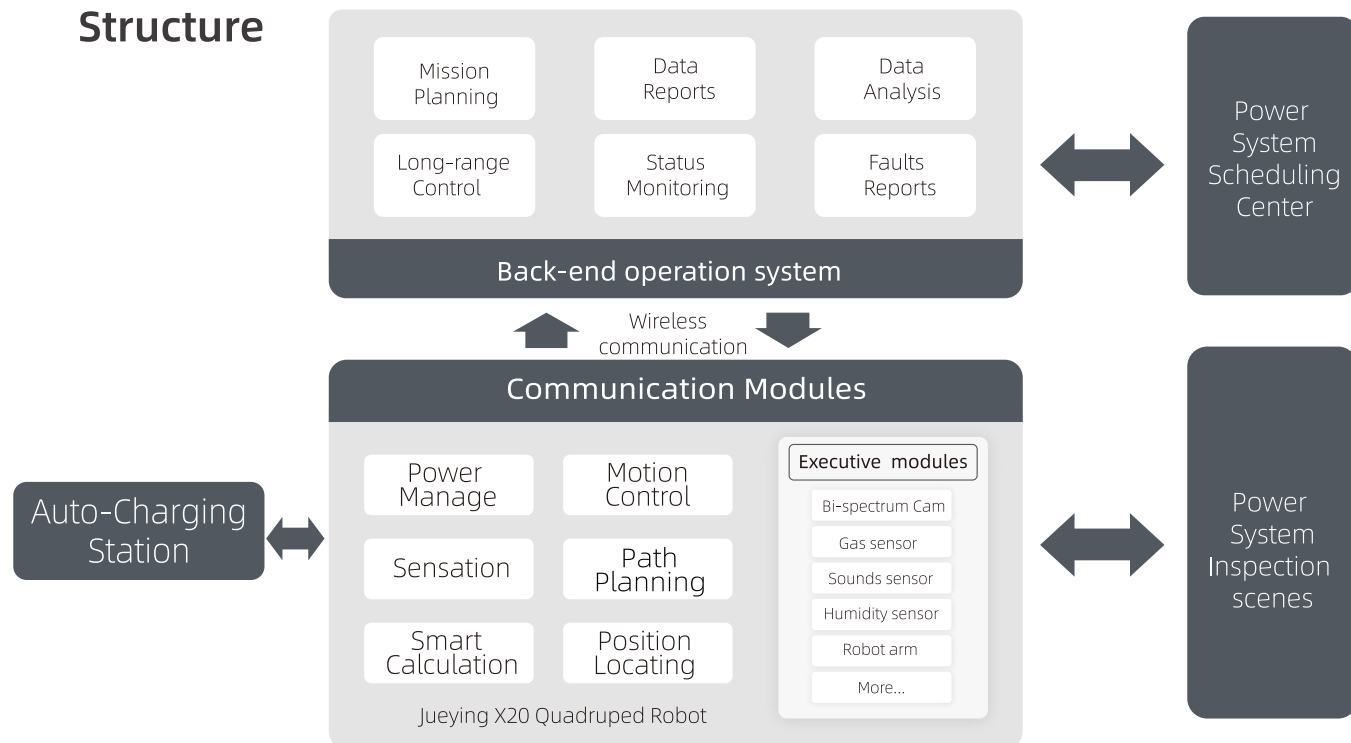 Structure
Mission
Planning
Data
Reports
Data
Analysis
Long-range
Control
Status
Monitoring
Faults
Reports
Back-end operation system
Power
System
Scheduling
Center
Wireless
communication
Communication Modules
Auto-Charging
Station
Power
Manage
Motion
Control
Sensation
Path
Planning
Smart
Calculation
Position
Locating
Jueying X20 Quadruped Robot
Executive modules
Bi-spectrum Cam
Gas sensor
Sounds sensor
Humidity sensor
Robot arm
More...
Power
System
Inspection
scenes